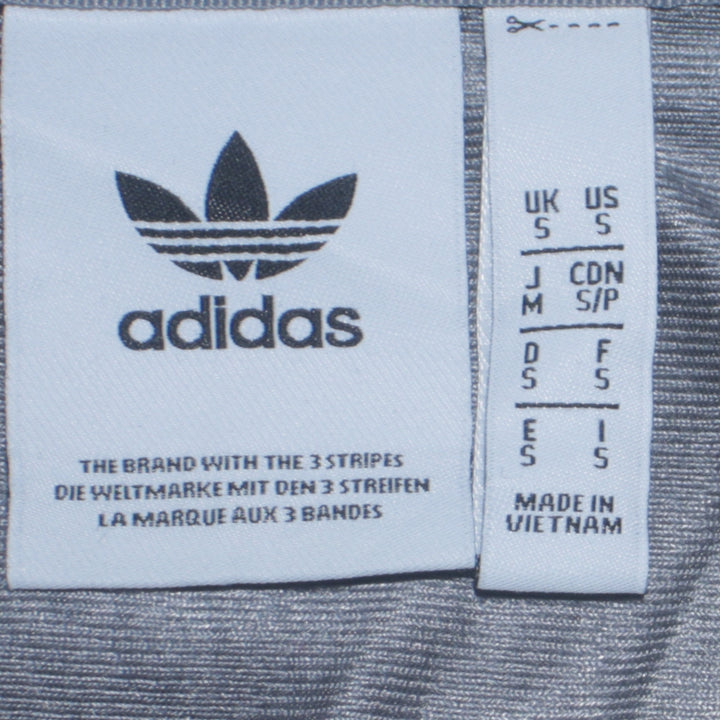 adidas
THE BRAND WITH THE 3 STRIPES
DIE WELTMARKE MIT DEN 3 STREIFEN
LA MARQUE AUX 3 BANDES
UK US
S S
J CDN
M S/P
D F
S S
E I
S S
MADE IN
VIETNAM